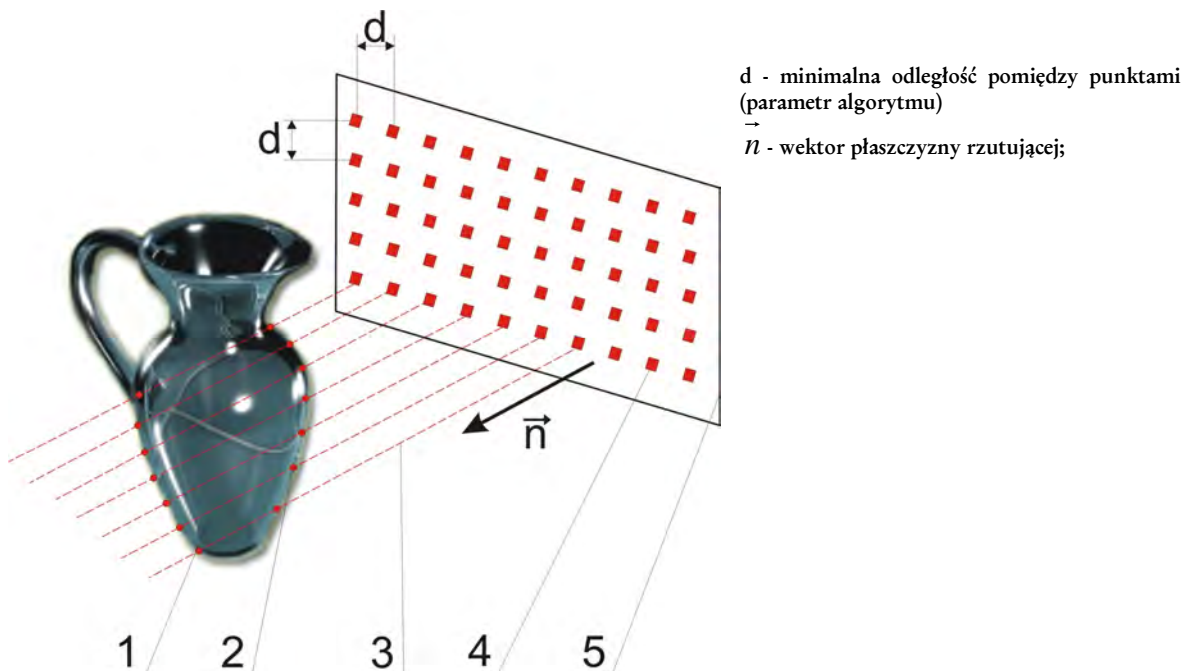 d
d
d - minimalna odległość pomiędzy punktami
(parametr algorytmu)
n - wektor płaszczyzny rzutującej;
n
1 2 3 4 5